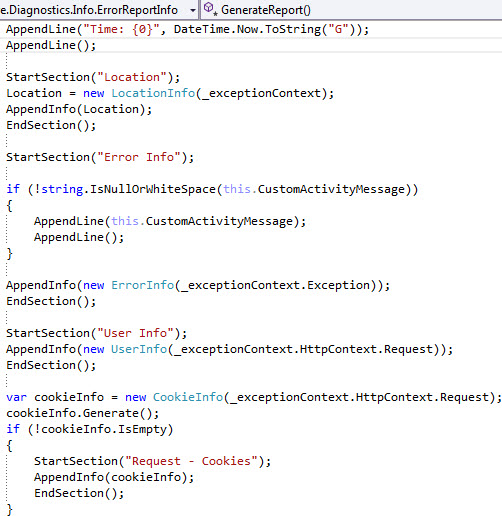 e.Diagnostics.Info.ErrorReportInfo GenerateReport()
AppendLine("Time: {0}", DateTime.Now.ToString("G"));
AppendLine();
StartSection("Location");
Location = new LocationInfo(_exceptionContext);
AppendInfo(Location);
EndSection();
StartSection("Error Info");
if (!string.IsNullOrWhiteSpace(this.CustomActivityMessage))
{
AppendLine(this.CustomActivityMessage);
AppendLine();
}
AppendInfo(new ErrorInfo(_exceptionContext.Exception));
EndSection();
StartSection("User Info");
AppendInfo(new UserInfo(_exceptionContext.HttpContext.Request));
EndSection();
var cookieInfo = new CookieInfo(_exceptionContext.HttpContext.Request);
cookieInfo.Generate();
if (!cookieInfo.IsEmpty)
{
StartSection("Request - Cookies");
AppendInfo(cookieInfo);
EndSection();
}